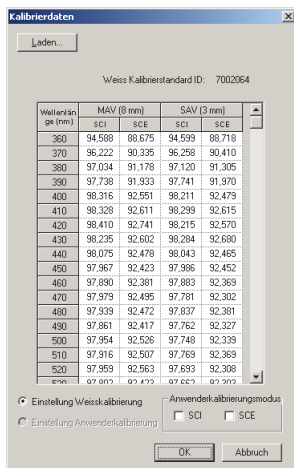 Kalibrierdaten
Laden...
Weiss Kalibrierstandard ID: 7002064
Wellenlän ge (nm) MAV (8 mm) SAV (3 mm)
SCI SCE SCI SCE
360 94,588 88,675 94,599 88,718
370 96,222 90,335 96,258 90,410
380 97,034 91,178 97,120 91,305
390 97,738 91,933 97,741 91,970
400 98,316 92,551 98,211 92,479
410 98,328 92,611 98,299 92,615
420 98,410 92,741 98,215 92,570
430 98,235 92,602 98,284 92,680
440 98,075 92,478 98,043 92,465
450 97,967 92,423 97,986 92,452
460 97,890 92,381 97,883 92,369
470 97,979 92,495 97,781 92,302
480 97,939 92,472 97,837 92,381
490 97,861 92,417 97,762 92,327
500 97,954 92,526 97,748 92,339
510 97,916 92,507 97,769 92,369
520 97,959 92,563 97,693 92,308
Einstellung Weisskalibrierung
Einstellung Anwenderkalibrierung
Anwenderkalibrierungsmodus
SCI SCE
OK Abbruch